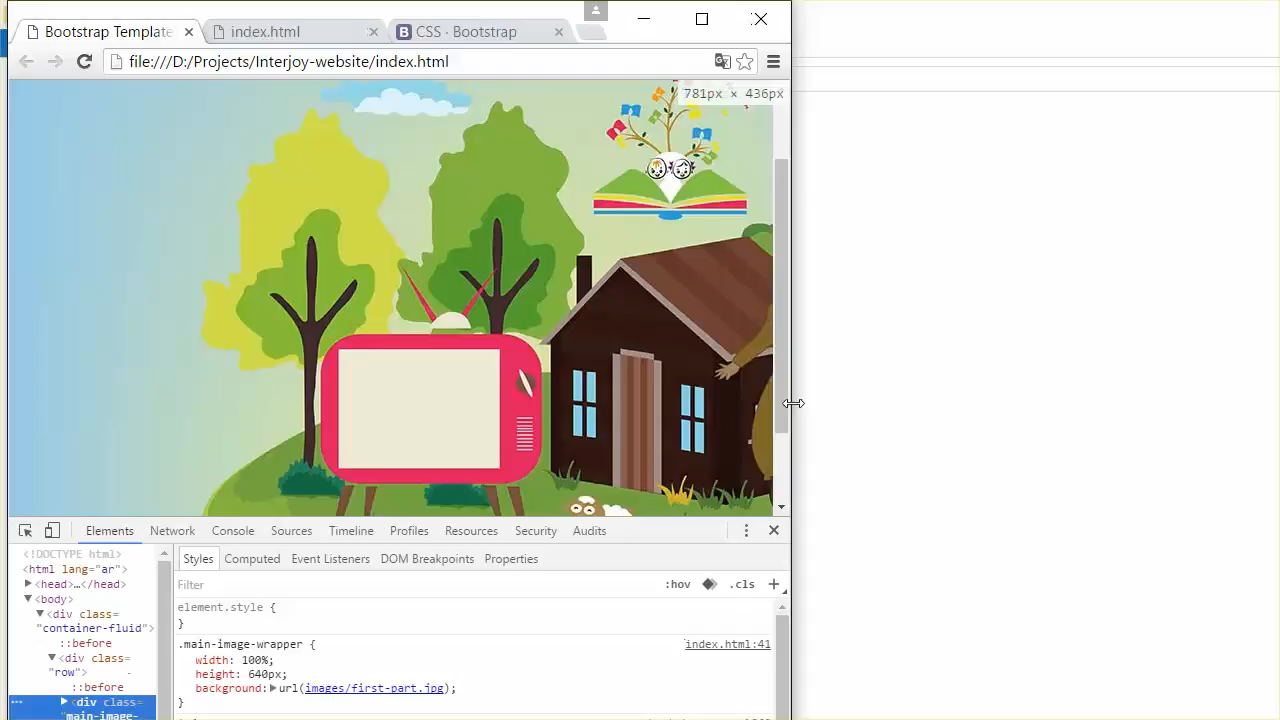 Bootstrap Template
index.html
CSS · Bootstrap
file:///D:/Projects/Interjoy-website/index.html
781px × 436px
Elements Network Console Sources Timeline Profiles Resources Security Audits
<!DOCTYPE html>
<html lang="ar">
<head>…</head>
<body>
<div class=
"container-fluid">
::before
<div class=
"row">
::before
<div class=
"main-image-
Styles Computed Event Listeners DOM Breakpoints Properties
Filter :hov .cls +
element.style {
}
.main-image-wrapper { index.html:41
width: 100%;
height: 640px;
background: url(images/first-part.jpg);
}